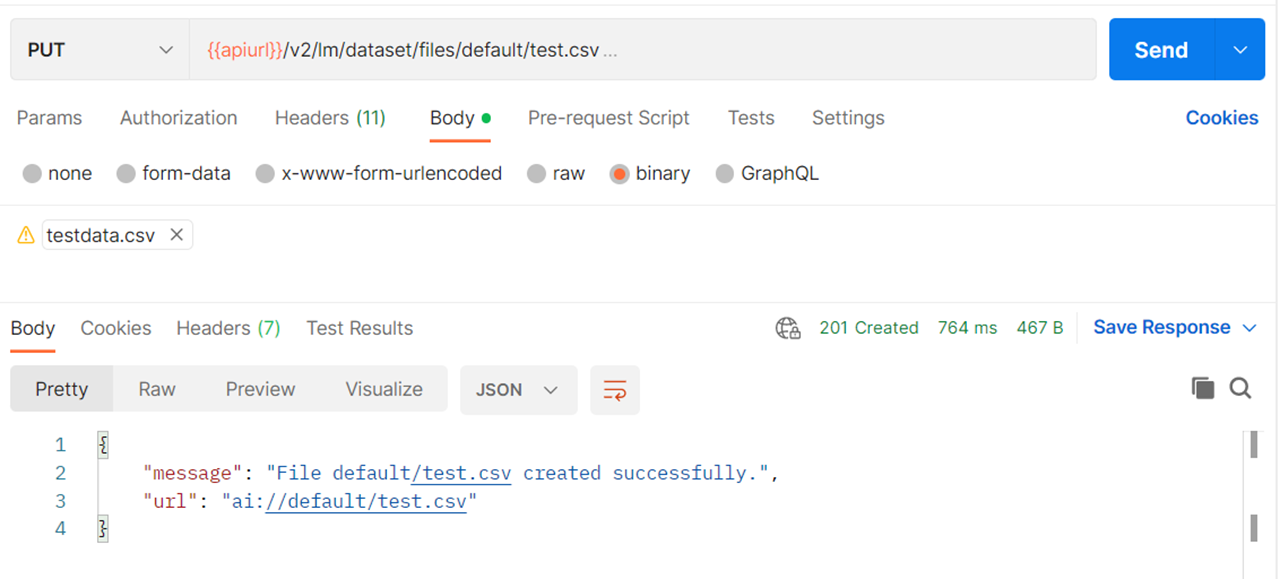 PUT {{apiurl}}/v2/lm/dataset/files/default/test.csv ... Send
Params Authorization Headers (11) Body Pre-request Script Tests Settings Cookies
none form-data x-www-form-urlencoded raw binary GraphQL
testdata.csv
Body Cookies Headers (7) Test Results 201 Created 764 ms 467 B Save Response
Pretty Raw Preview Visualize JSON
1 {
2 "message": "File default/test.csv created successfully.",
3 "url": "ai://default/test.csv"
4 }